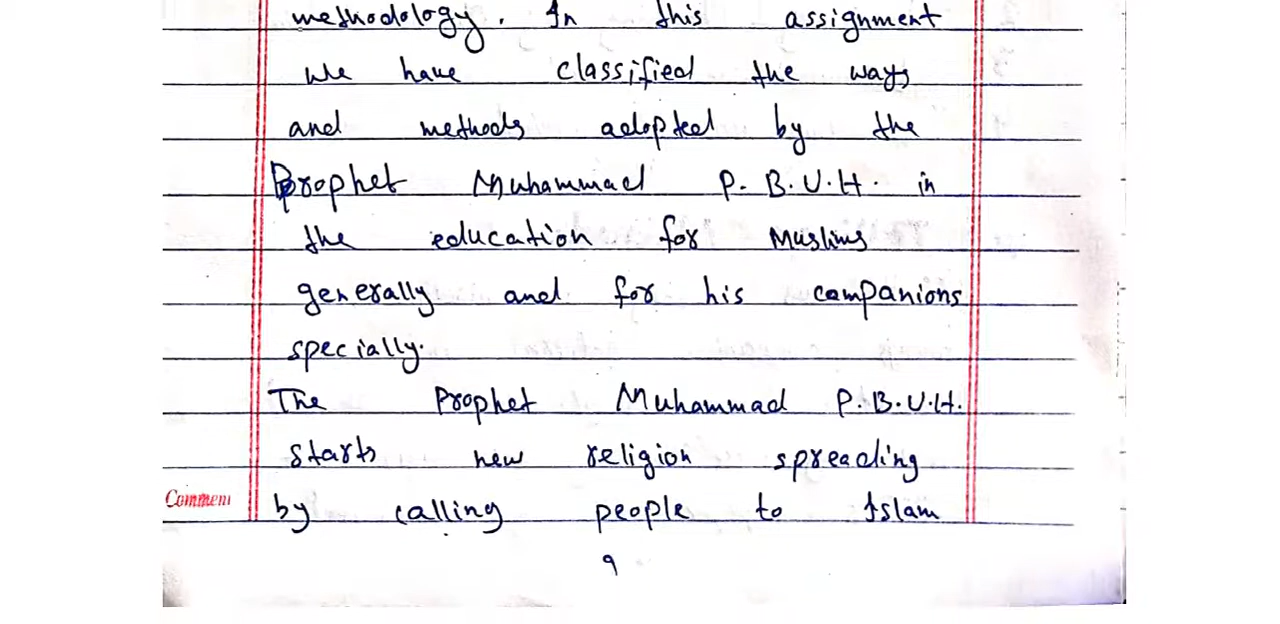 methodology. In this assignment
we have classified the ways
and methods adopted by the
Prophet Muhammad P.B.U.H. in
the education for Muslims
generally and for his companions
specially.
The Prophet Muhammad P.B.U.H.
starts new religion spreading
Comment by calling people to Islam
9